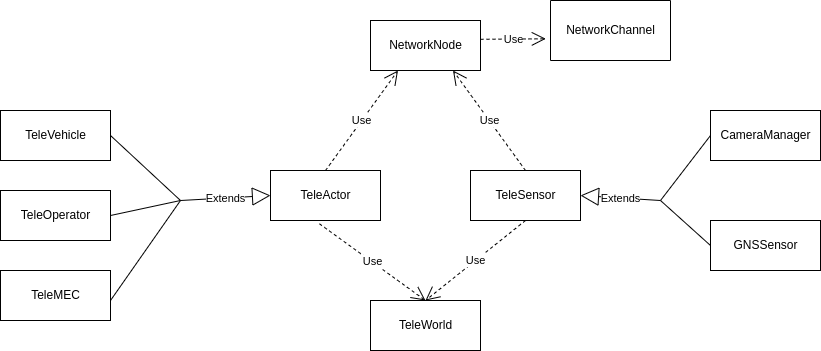 NetworkChannel
NetworkNode
Use
Use
Use
TeleVehicle
CameraManager
TeleActor
TeleSensor
Extends
Extends
TeleOperator
GNSSensor
Use
Use
TeleMEC
TeleWorld